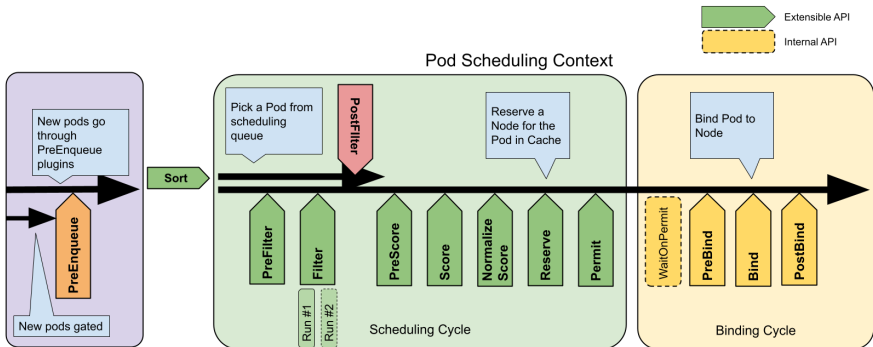 Extensible API
Internal API
Pod Scheduling Context
New pods go
through
PreEnqueue
plugins
PreEnqueue
New pods gated
Sort
Pick a Pod from
scheduling
queue
PostFIlter
Reserve a
Node for the
Pod in Cache
PreFilter
Filter
Run #1
Run #2
PreScore
Score
Normalize
Score
Reserve
Permit
Scheduling Cycle
Bind Pod to
Node
WaitOnPermit
PreBind
Bind
PostBind
Binding Cycle